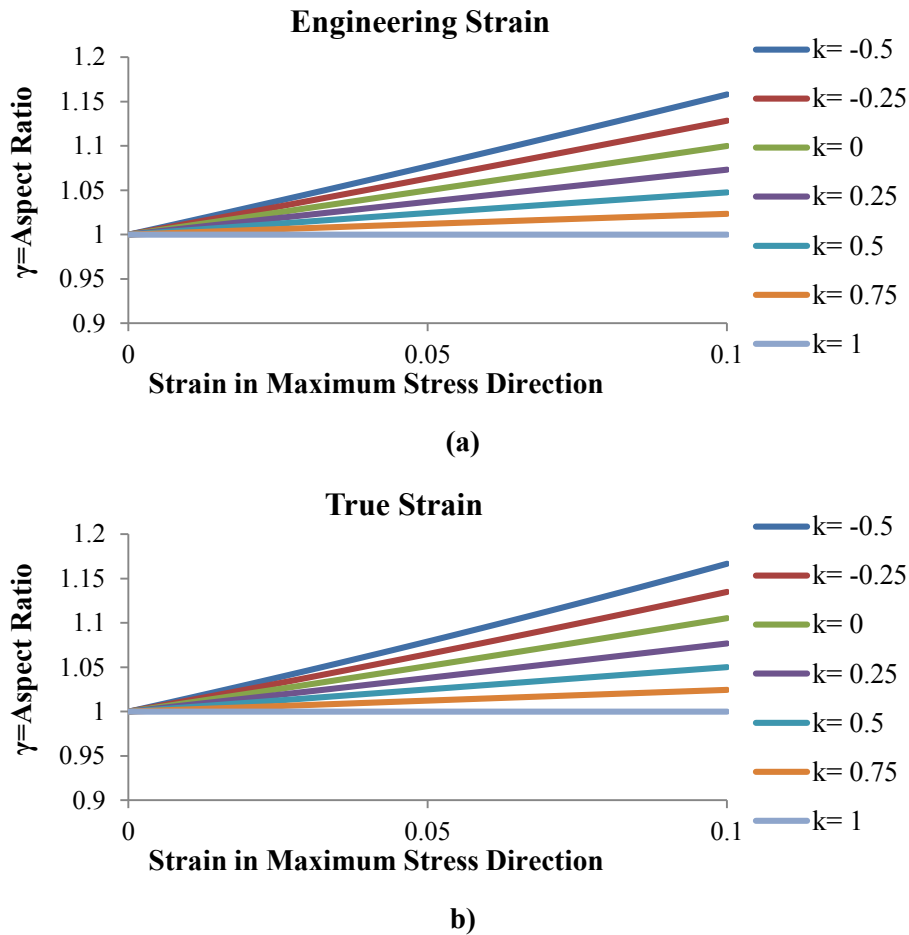 Engineering Strain
1.2
1.15
1.1
1.05
1
0.95
0.9
γ=Aspect Ratio
0
0.05
0.1
Strain in Maximum Stress Direction
k= -0.5
k= -0.25
k= 0
k= 0.25
k= 0.5
k= 0.75
k= 1
(a)
True Strain
1.2
1.15
1.1
1.05
1
0.95
0.9
γ=Aspect Ratio
0
0.05
0.1
Strain in Maximum Stress Direction
k= -0.5
k= -0.25
k= 0
k= 0.25
k= 0.5
k= 0.75
k= 1
b)